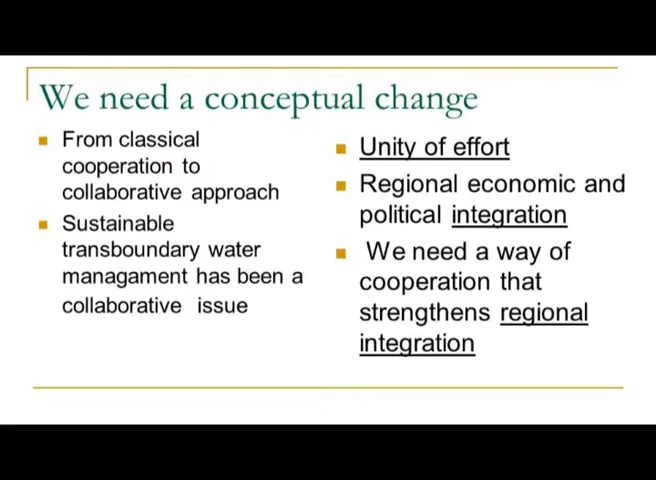 We need a conceptual change
From classical
cooperation to
collaborative approach
Sustainable
transboundary water
managament has been a
collaborative issue
Unity of effort
Regional economic and
political integration
We need a way of
cooperation that
strengthens regional
integration